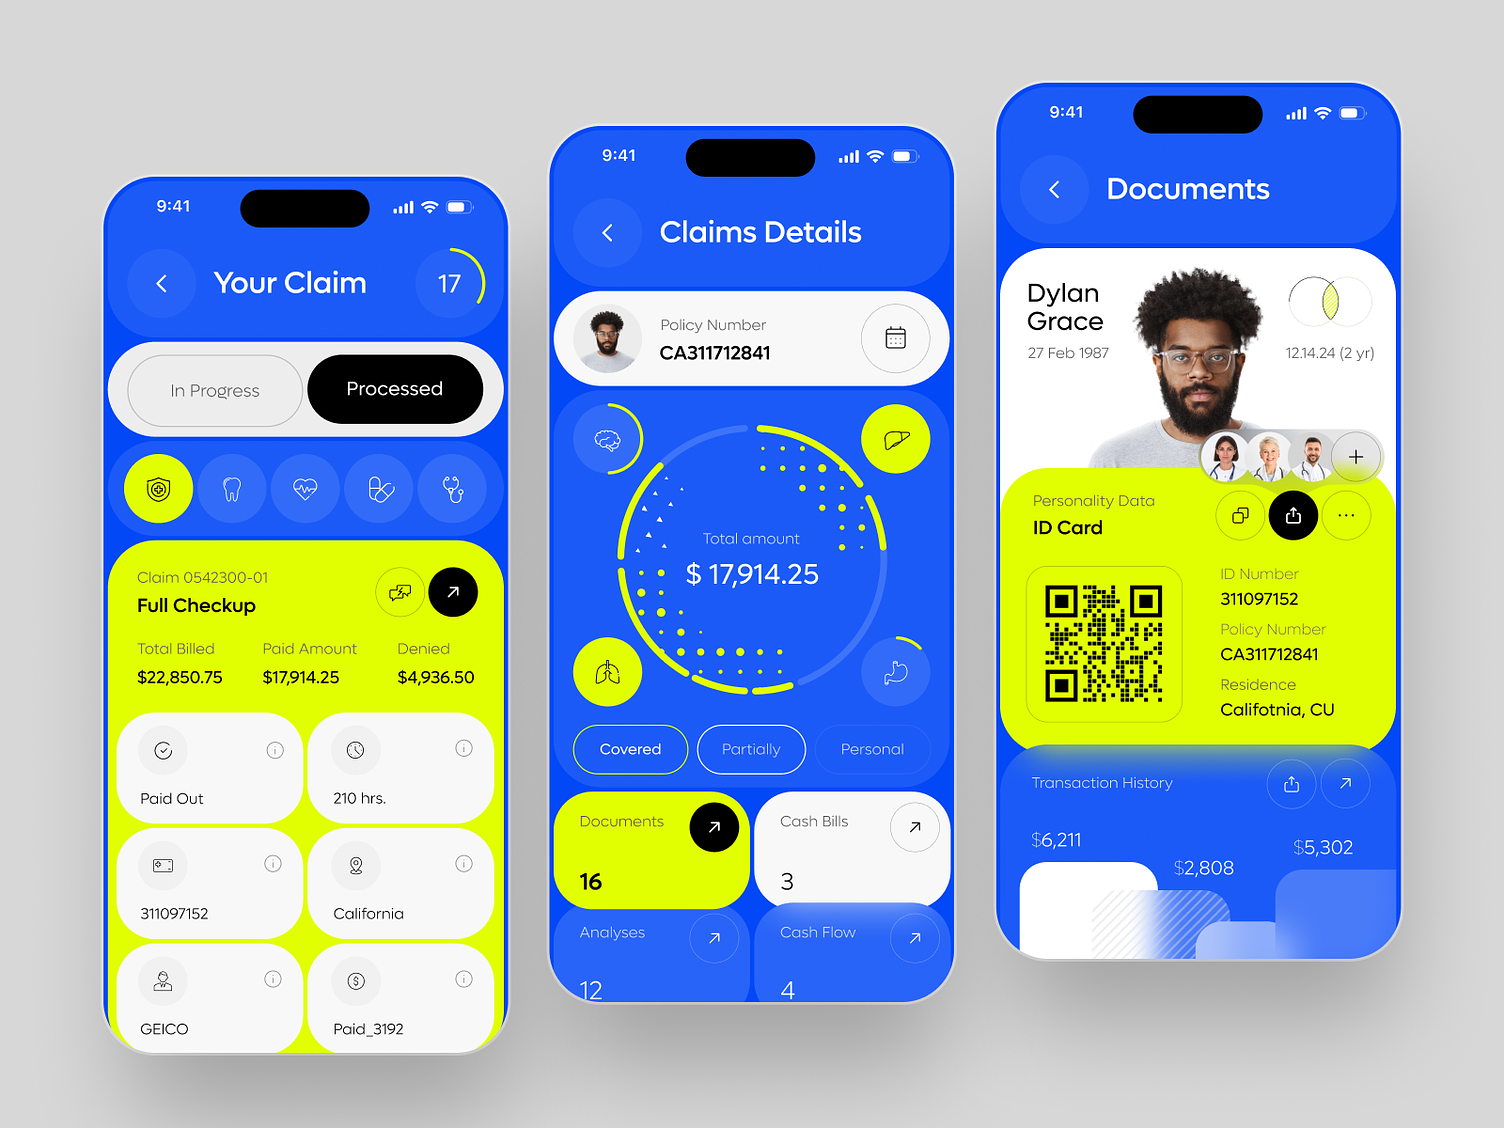 9:41
Your Claim
17
In Progress
Processed
Claim 0542300-01
Full Checkup
Total Billed
Paid Amount
Denied
$22,850.75
$17,914.25
$4,936.50
Paid Out
210 hrs.
311097152
California
GEICO
Paid_3192
9:41
Claims Details
Policy Number
CA311712841
Total amount
$ 17,914.25
Covered
Partially
Personal
Documents
Cash Bills
16
3
Analyses
Cash Flow
12
4
9:41
Documents
Dylan
Grace
27 Feb 1987
12.14.24 (2 yr)
Personality Data
ID Card
ID Number
311097152
Policy Number
CA311712841
Residence
Califotnia, CU
Transaction History
$6,211
$2,808
$5,302